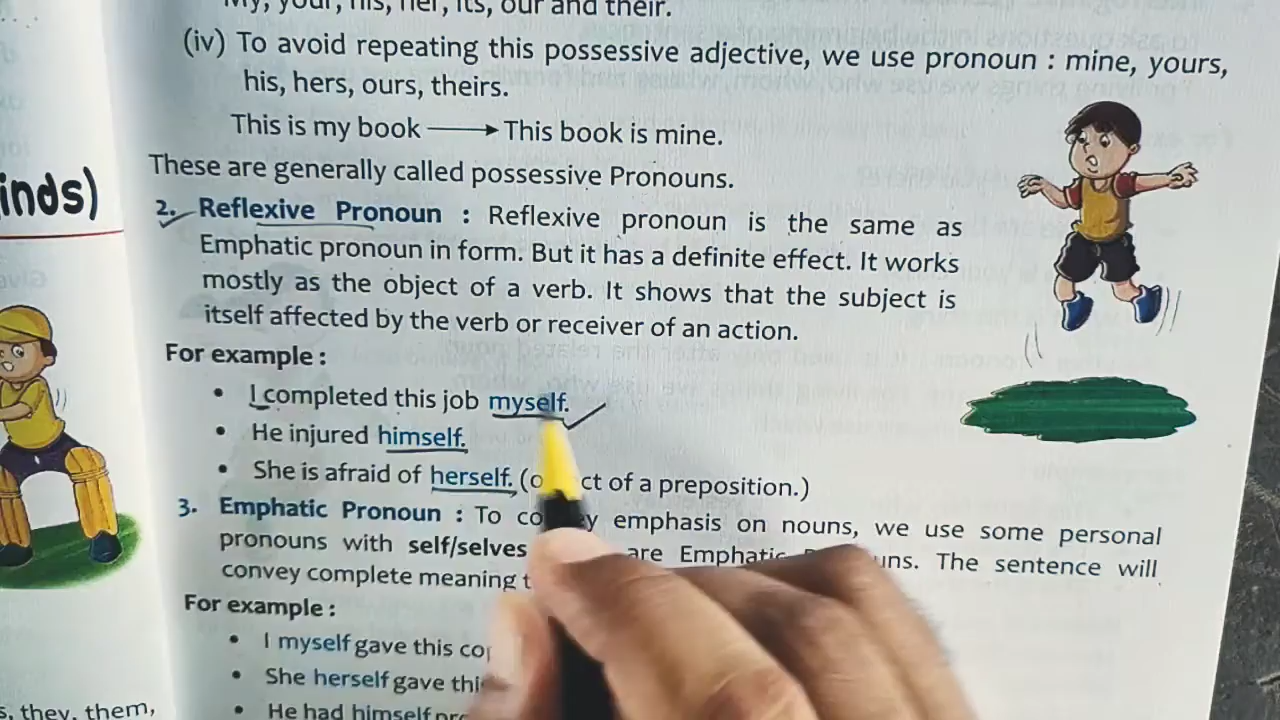 My, your, his, her, its, our and their.
(iv) To avoid repeating this possessive adjective, we use pronoun : mine, yours,
his, hers, ours, theirs.
This is my book ⟶ This book is mine.
These are generally called possessive Pronouns.
inds)
2. Reflexive Pronoun : Reflexive pronoun is the same as
Emphatic pronoun in form. But it has a definite effect. It works
mostly as the object of a verb. It shows that the subject is
itself affected by the verb or receiver of an action.
For example :
• I completed this job myself.
• He injured himself.
• She is afraid of herself. (o ct of a preposition.)
3. Emphatic Pronoun : To co y emphasis on nouns, we use some personal
pronouns with self/selves are Emphatic uns. The sentence will
convey complete meaning t
For example :
• I myself gave this co
• She herself gave thi
• He had himself pr
s, they, them,